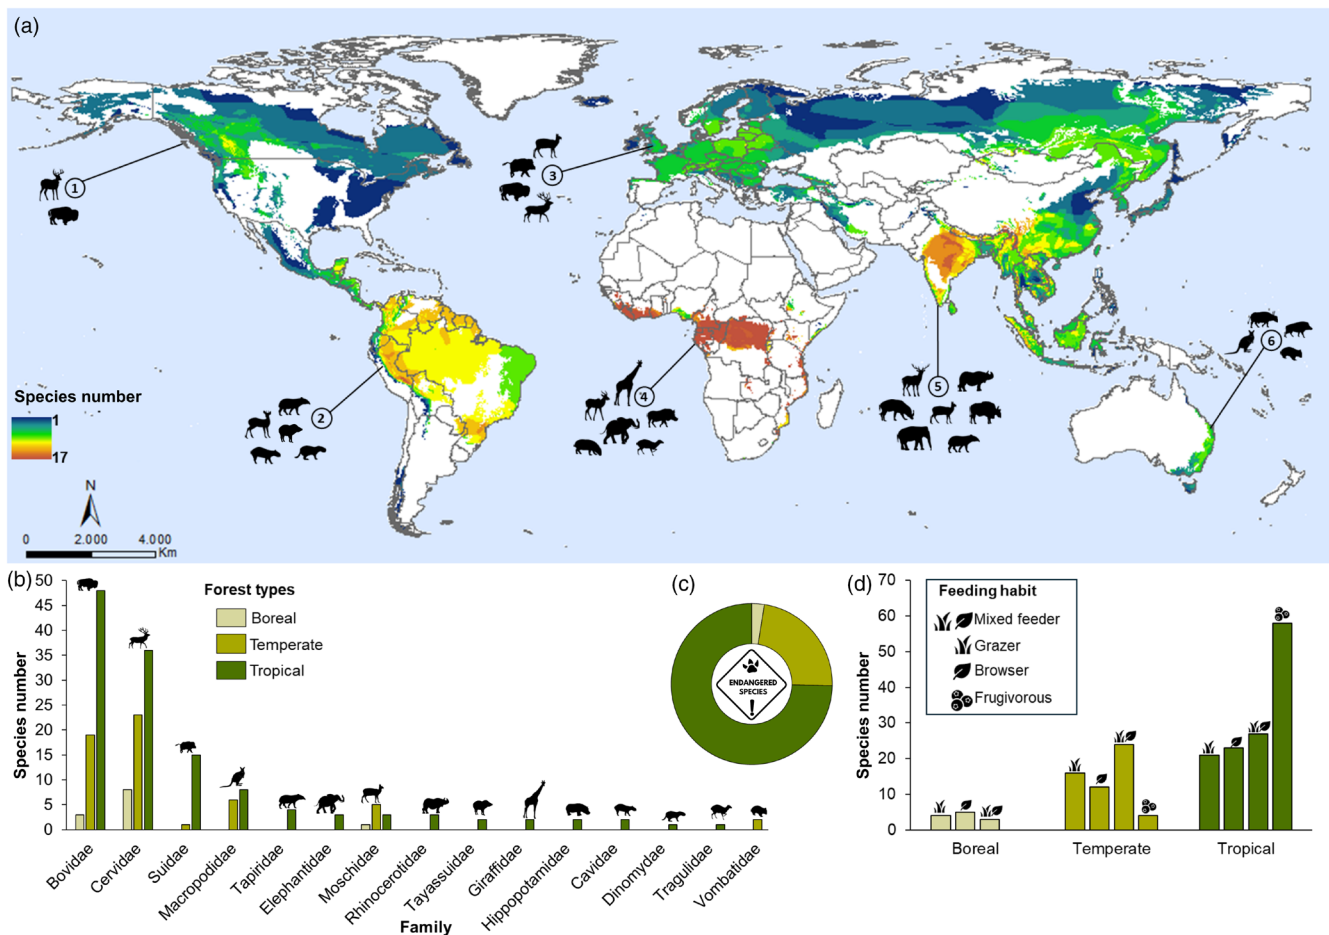 (a)
1
2
3
4
5
6
Species number
1
17
N
0 2.000 4.000
Km
(b)
Species number
50
45
40
35
30
25
20
15
10
5
0
Forest types
Boreal
Temperate
Tropical
Bovidae
Cervidae
Suidae
Macropodidae
Tapiridae
Elephantidae
Moschidae
Rhinocerotidae
Tayassuidae
Giraffidae
Hippopotamidae
Cavidae
Dinomydae
Tragulidae
Vombatidae
Family
(c)
ENDANGERED
SPECIES
!
(d)
Species number
70
60
50
40
30
20
10
0
Feeding habit
Mixed feeder
Grazer
Browser
Frugivorous
Boreal
Temperate
Tropical